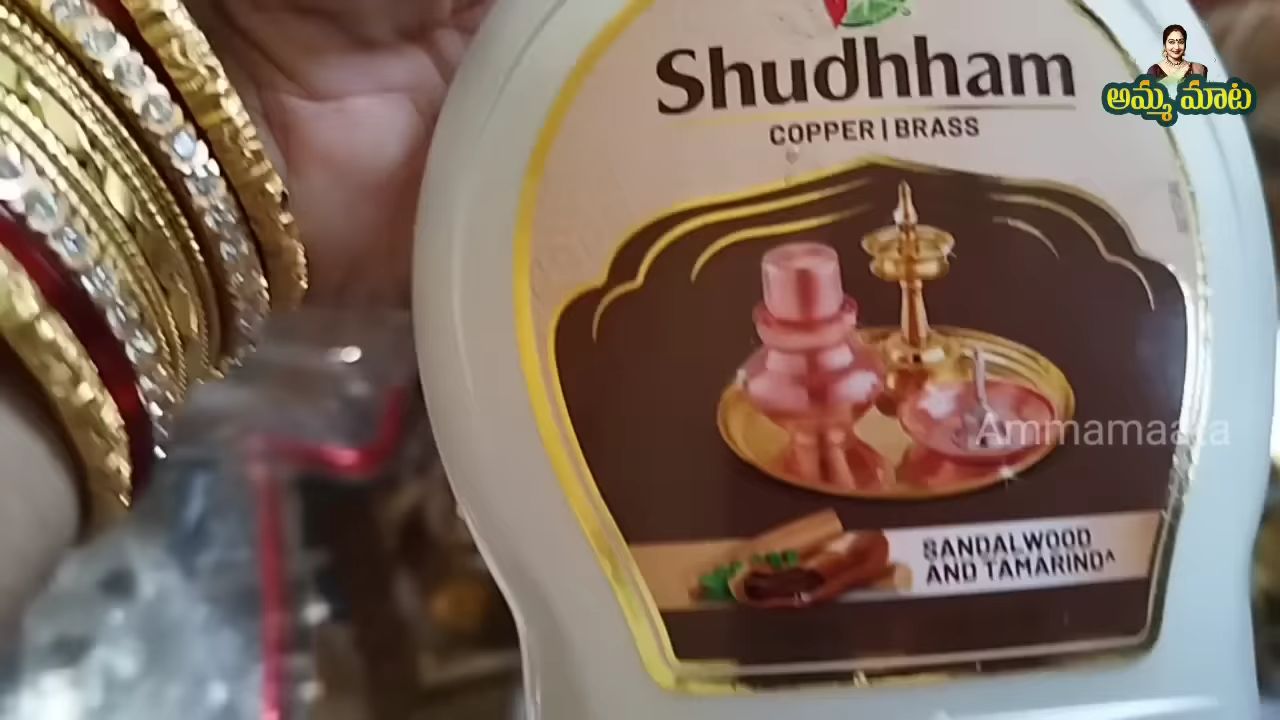 Shudhham
COPPER | BRASS
అమ్మ మాట
Ammamaata
SANDALWOOD
AND TAMARIND^